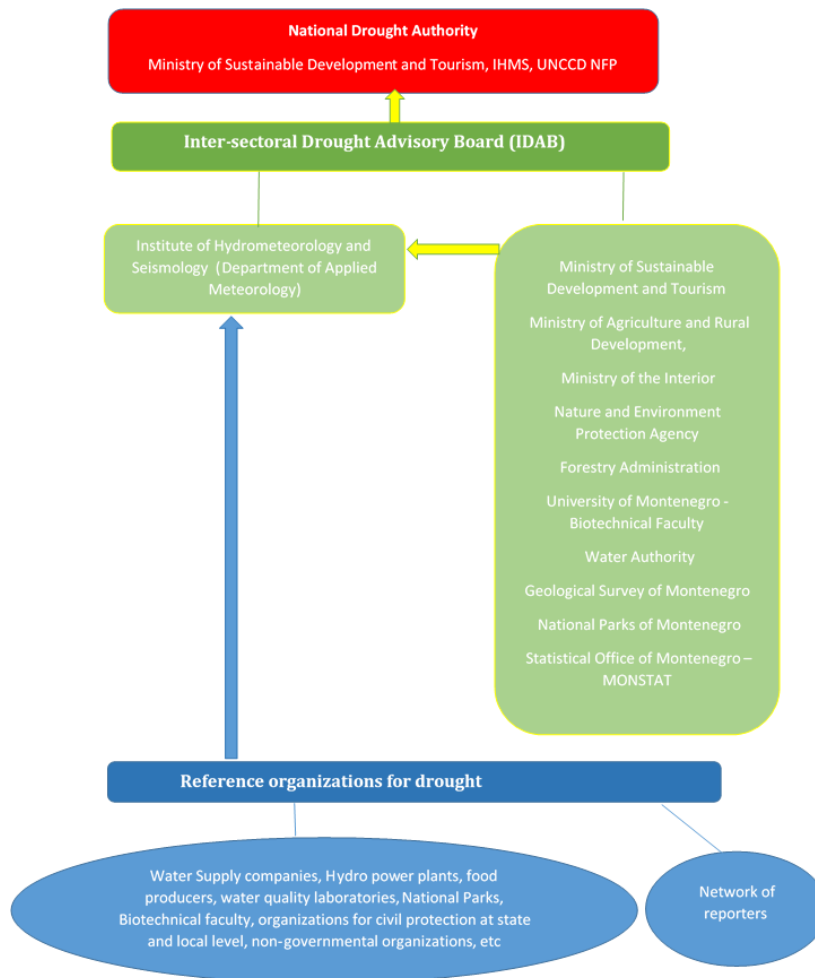 National Drought Authority
Ministry of Sustainable Development and Tourism, IHMS, UNCCD NFP
Inter-sectoral Drought Advisory Board (IDAB)
Institute of Hydrometeorology and
Seismology (Department of Applied
Meteorology)
Ministry of Sustainable
Development and Tourism
Ministry of Agriculture and Rural
Development,
Ministry of the Interior
Nature and Environment
Protection Agency
Forestry Administration
University of Montenegro -
Biotechnical Faculty
Water Authority
Geological Survey of Montenegro
National Parks of Montenegro
Statistical Office of Montenegro –
MONSTAT
Reference organizations for drought
Water Supply companies, Hydro power plants, food
producers, water quality laboratories, National Parks,
Biotechnical faculty, organizations for civil protection at state
and local level, non-governmental organizations, etc
Network of
reporters